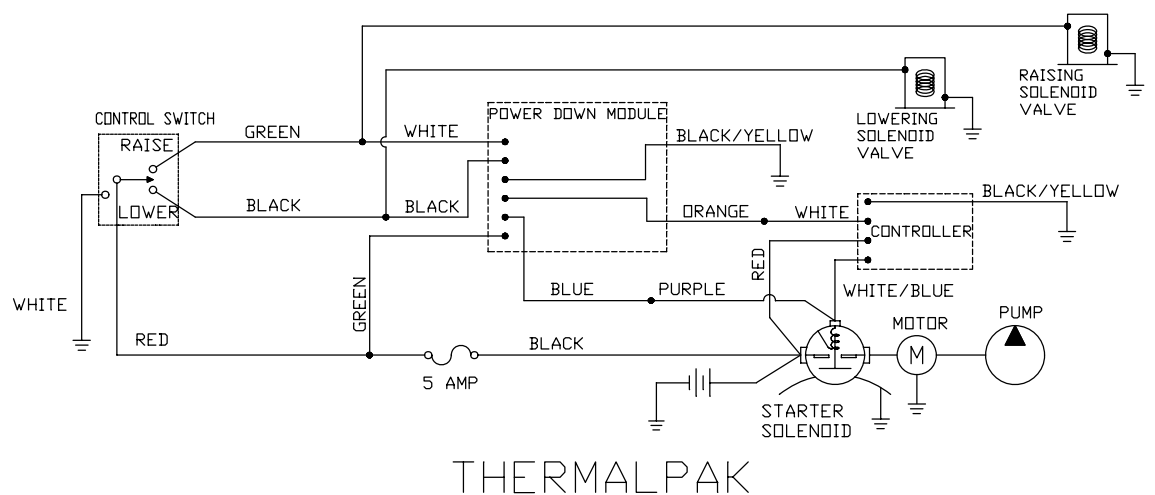 RAISING
SOLENOID
VALVE
LOWERING
SOLENOID
VALVE
CONTROL SWITCH
RAISE
LOWER
GREEN
WHITE
POWER DOWN MODULE
BLACK/YELLOW
BLACK
BLACK
ORANGE
WHITE
BLACK/YELLOW
CONTROLLER
RED
WHITE/BLUE
BLUE
PURPLE
GREEN
WHITE
RED
5 AMP
BLACK
MOTOR
M
PUMP
STARTER
SOLENOID
THERMALPAK